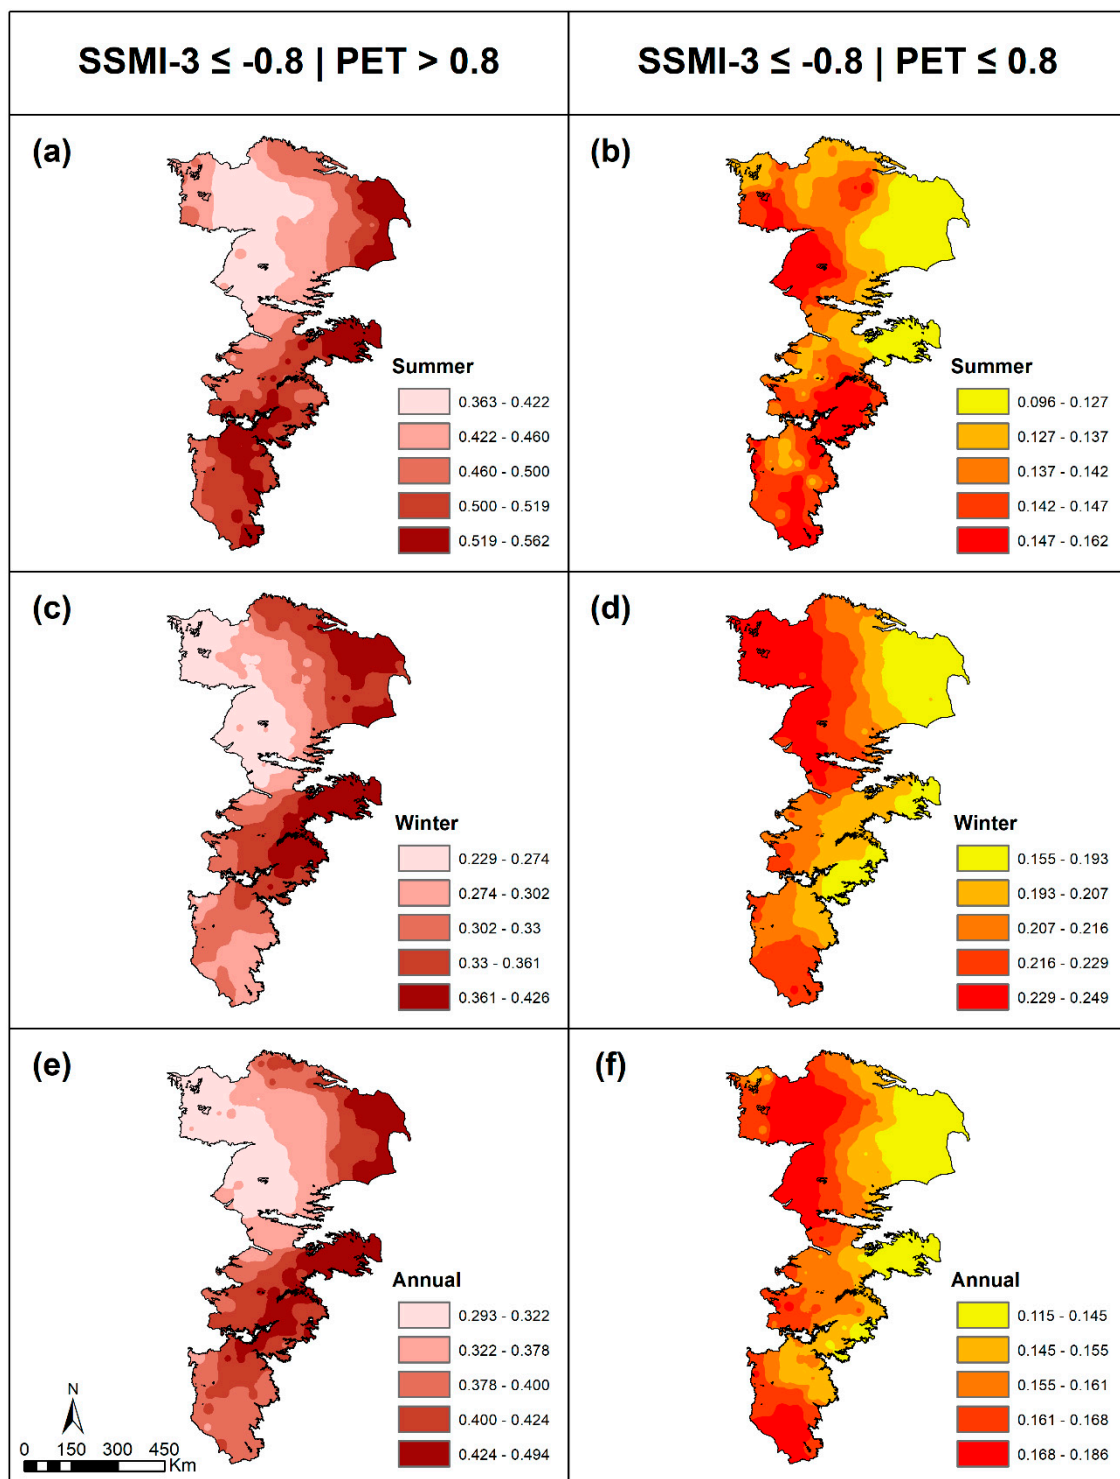 SSMI-3 ≤ -0.8 | PET > 0.8
SSMI-3 ≤ -0.8 | PET ≤ 0.8
(a)
Summer
0.363 - 0.422
0.422 - 0.460
0.460 - 0.500
0.500 - 0.519
0.519 - 0.562
(b)
Summer
0.096 - 0.127
0.127 - 0.137
0.137 - 0.142
0.142 - 0.147
0.147 - 0.162
(c)
Winter
0.229 - 0.274
0.274 - 0.302
0.302 - 0.33
0.33 - 0.361
0.361 - 0.426
(d)
Winter
0.155 - 0.193
0.193 - 0.207
0.207 - 0.216
0.216 - 0.229
0.229 - 0.249
(e)
Annual
0.293 - 0.322
0.322 - 0.378
0.378 - 0.400
0.400 - 0.424
0.424 - 0.494
N
0 150 300 450
Km
(f)
Annual
0.115 - 0.145
0.145 - 0.155
0.155 - 0.161
0.161 - 0.168
0.168 - 0.186